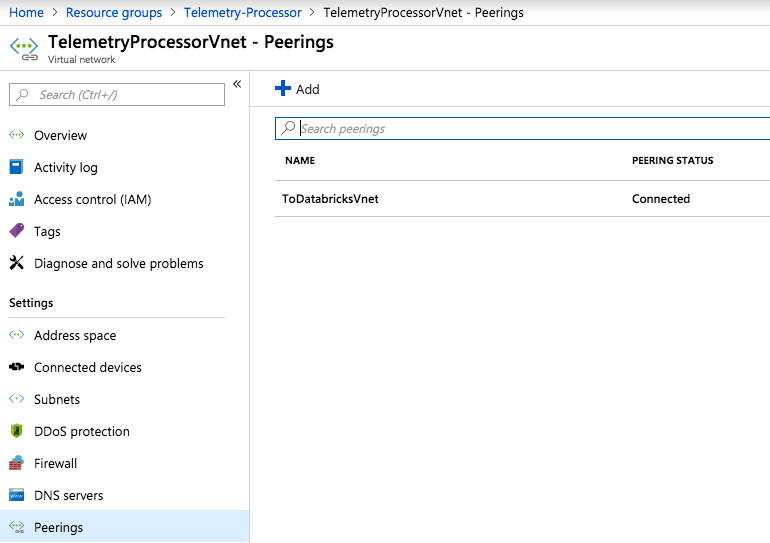 Home > Resource groups > Telemetry-Processor > TelemetryProcessorVnet - Peerings
TelemetryProcessorVnet - Peerings
Virtual network
«
Search (Ctrl+/)
Overview
Activity log
Access control (IAM)
Tags
Diagnose and solve problems
Settings
Address space
Connected devices
Subnets
DDoS protection
Firewall
DNS servers
Peerings
+ Add
Search peerings
NAME PEERING STATUS
ToDatabricksVnet Connected